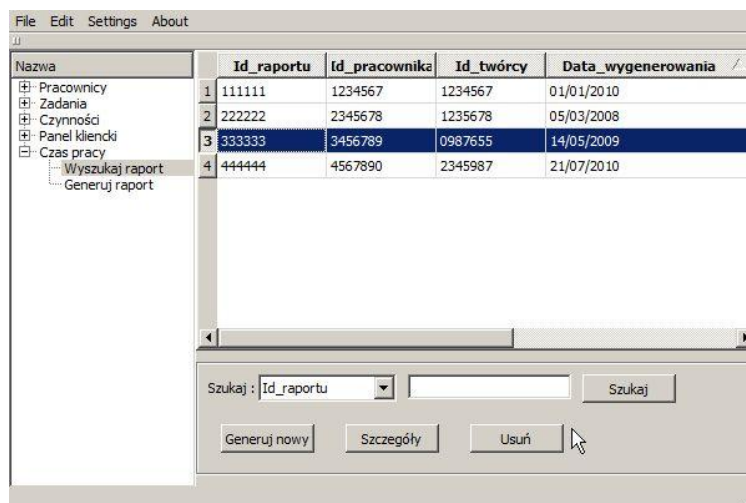 File Edit Settings About
Nazwa
Pracownicy
Zadania
Czynności
Panel kliencki
Czas pracy
Wyszukaj raport
Generuj raport
Id_raportu Id_pracownika Id_twórcy Data_wygenerowania
1 111111 1234567 1234567 01/01/2010
2 222222 2345678 1235678 05/03/2008
3 333333 3456789 0987655 14/05/2009
4 444444 4567890 2345987 21/07/2010
Szukaj : Id_raportu Szukaj
Generuj nowy Szczegóły Usuń